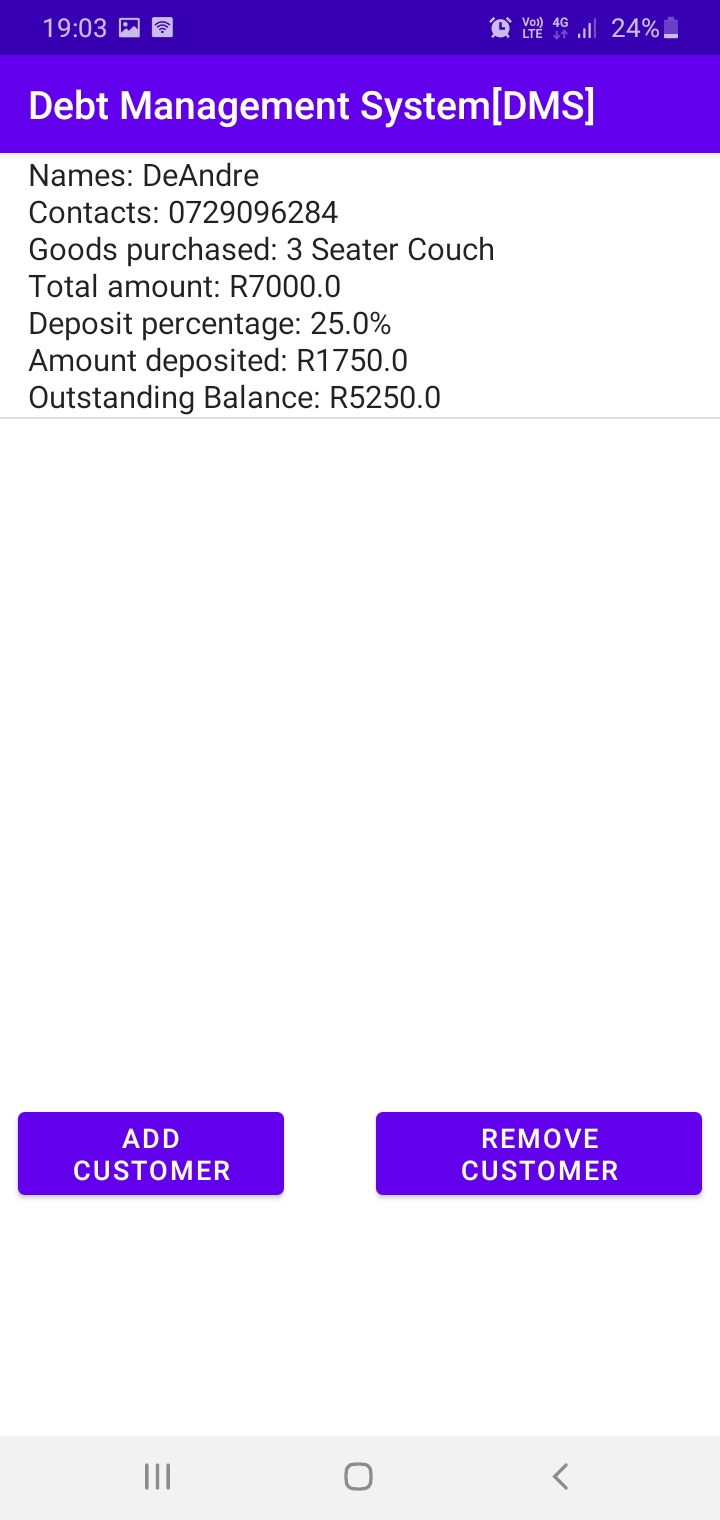 19:03 Vo)) LTE 4G 24%
Debt Management System[DMS]
Names: DeAndre
Contacts: 0729096284
Goods purchased: 3 Seater Couch
Total amount: R7000.0
Deposit percentage: 25.0%
Amount deposited: R1750.0
Outstanding Balance: R5250.0
ADD
CUSTOMER
REMOVE
CUSTOMER